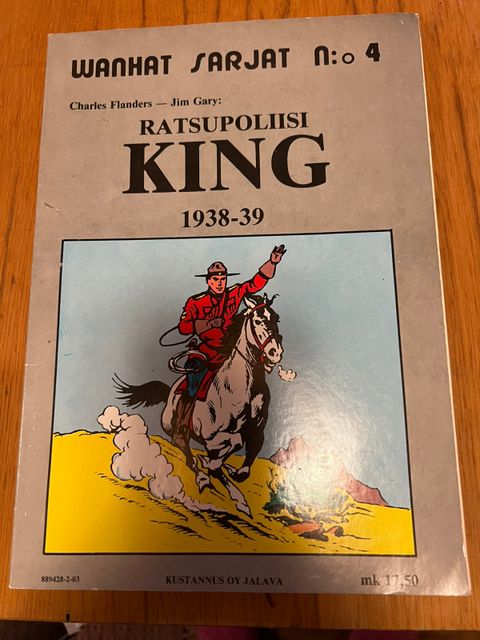 WANHAT SARJAT N:o 4
Charles Flanders — Jim Gary:
RATSUPOLIISI
KING
1938-39
889428-2-03
KUSTANNUS OY JALAVA
mk 17,50